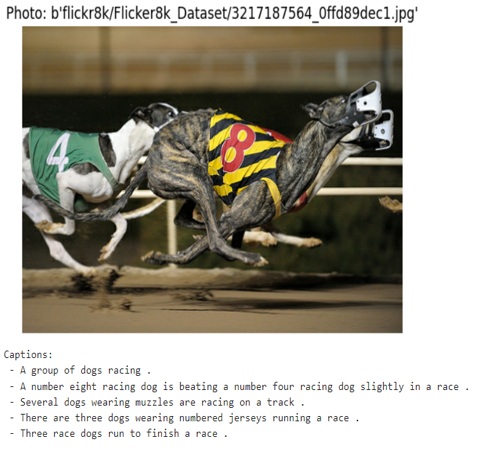 Photo: b'flickr8k/Flicker8k_Dataset/3217187564_0ffd89dec1.jpg'
4
8
Captions:
- A group of dogs racing .
- A number eight racing dog is beating a number four racing dog slightly in a race .
- Several dogs wearing muzzles are racing on a track .
- There are three dogs wearing numbered jerseys running a race .
- Three race dogs run to finish a race .